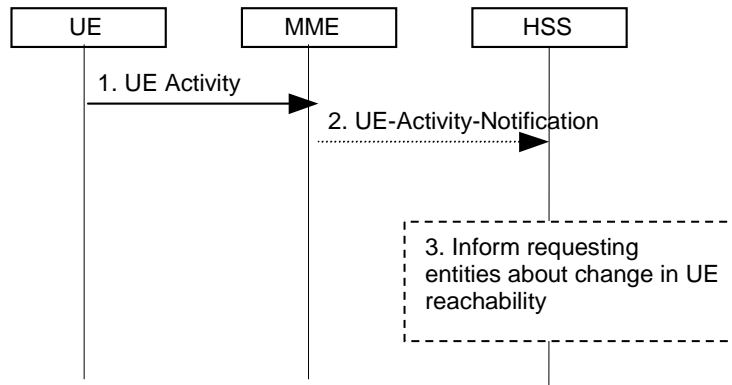 UE
MME
HSS
1. UE Activity
2. UE-Activity-Notification
3. Inform requesting
entities about change in UE
reachability